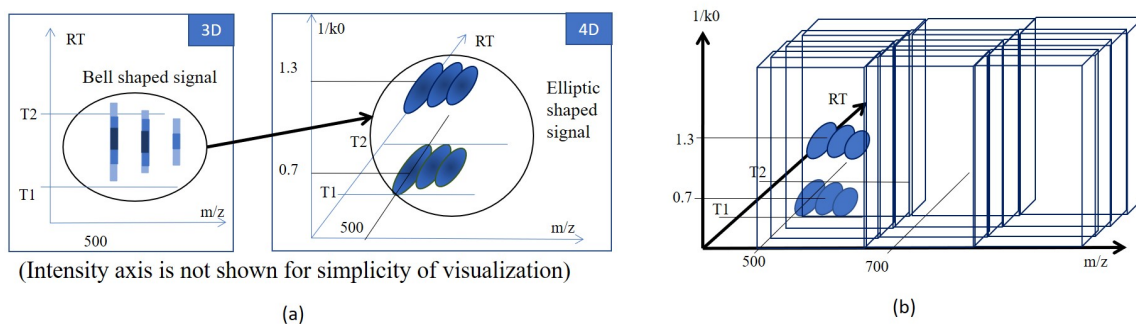 3D
RT
Bell shaped signal
T2
T1
m/z
500
4D
1/k0
RT
1.3
Elliptic
shaped
signal
T2
0.7
T1
500
m/z
(Intensity axis is not shown for simplicity of visualization)
(a)
1/k0
RT
1.3
T2
0.7
T1
500
700
m/z
(b)